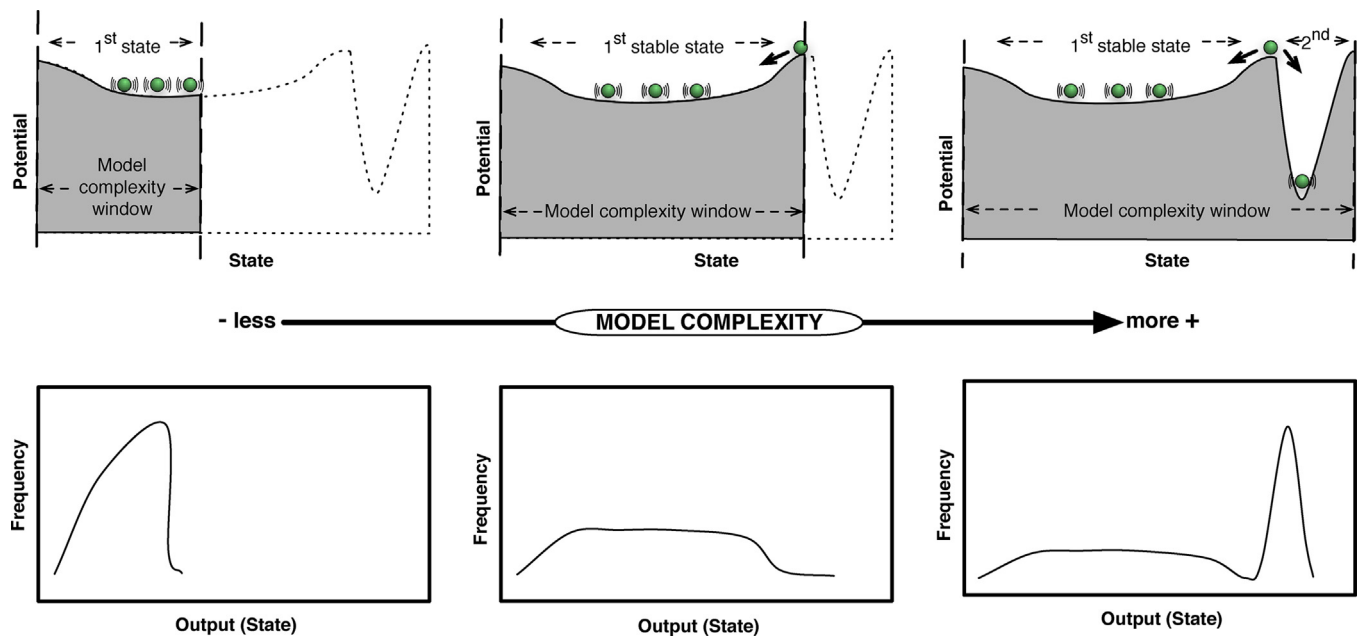 1st state
Potential
Model
complexity
window
State
1st stable state
Potential
Model complexity window
State
1st stable state
2nd
Potential
Model complexity window
State
- less
MODEL COMPLEXITY
more +
Frequency
Output (State)
Frequency
Output (State)
Frequency
Output (State)